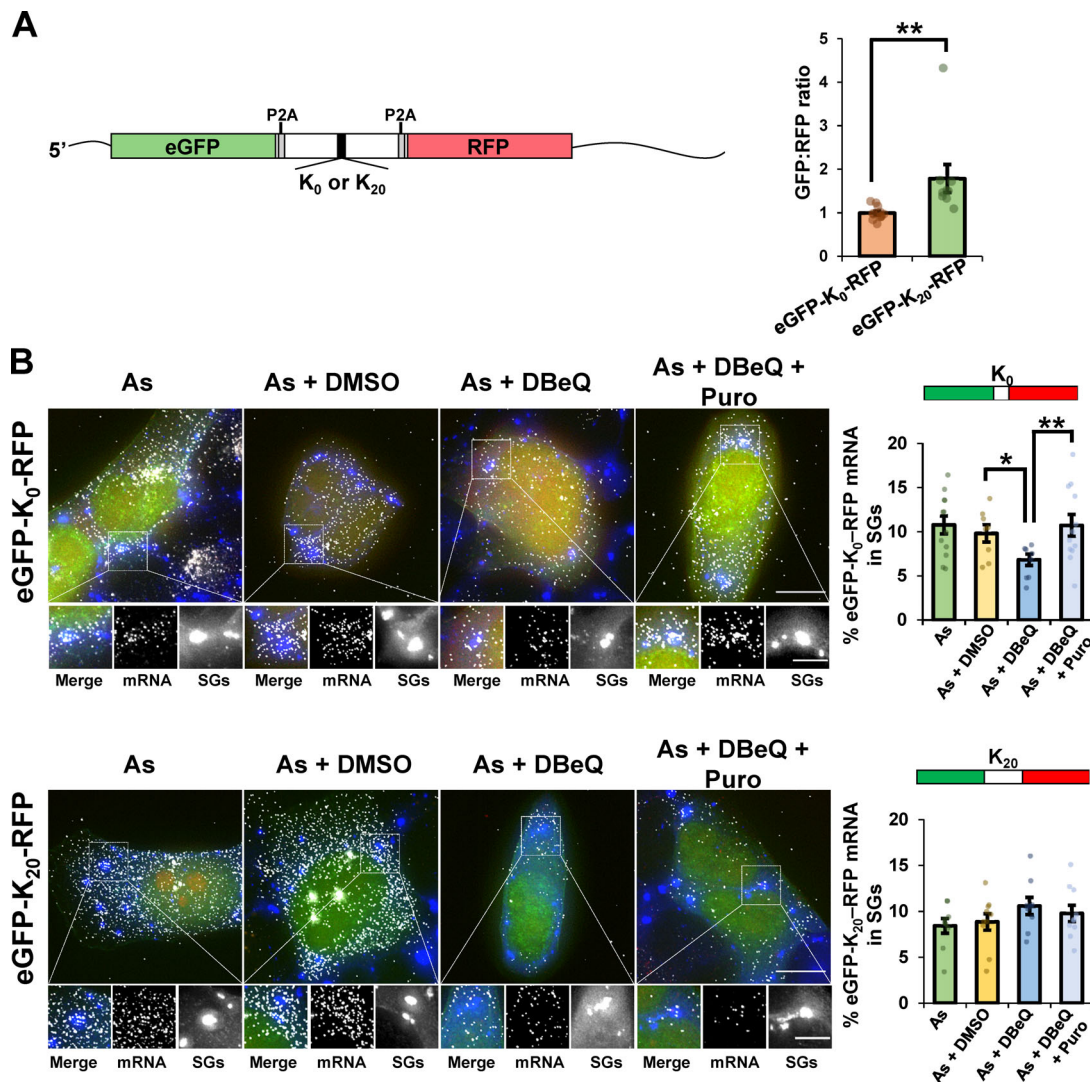 A
5’
eGFP
P2A
P2A
RFP
K0 or K20
GFP:RFP ratio
5
4
3
2
1
0
**
eGFP-K0-RFP
eGFP-K20-RFP
B
As
As + DMSO
As + DBeQ
As + DBeQ +
Puro
eGFP-K0-RFP
Merge
mRNA
SGs
Merge
mRNA
SGs
Merge
mRNA
SGs
Merge
mRNA
SGs
K0
% eGFP-K0–RFP mRNA
in SGs
20
15
10
5
0
*
**
As
As + DMSO
As + DBeQ
As + DBeQ
+ Puro
As
As + DMSO
As + DBeQ
As + DBeQ +
Puro
eGFP-K20-RFP
Merge
mRNA
SGs
Merge
mRNA
SGs
Merge
mRNA
SGs
Merge
mRNA
SGs
K20
% eGFP-K20–RFP mRNA
in SGs
20
15
10
5
0
As
As + DMSO
As + DBeQ
As + DBeQ
+ Puro